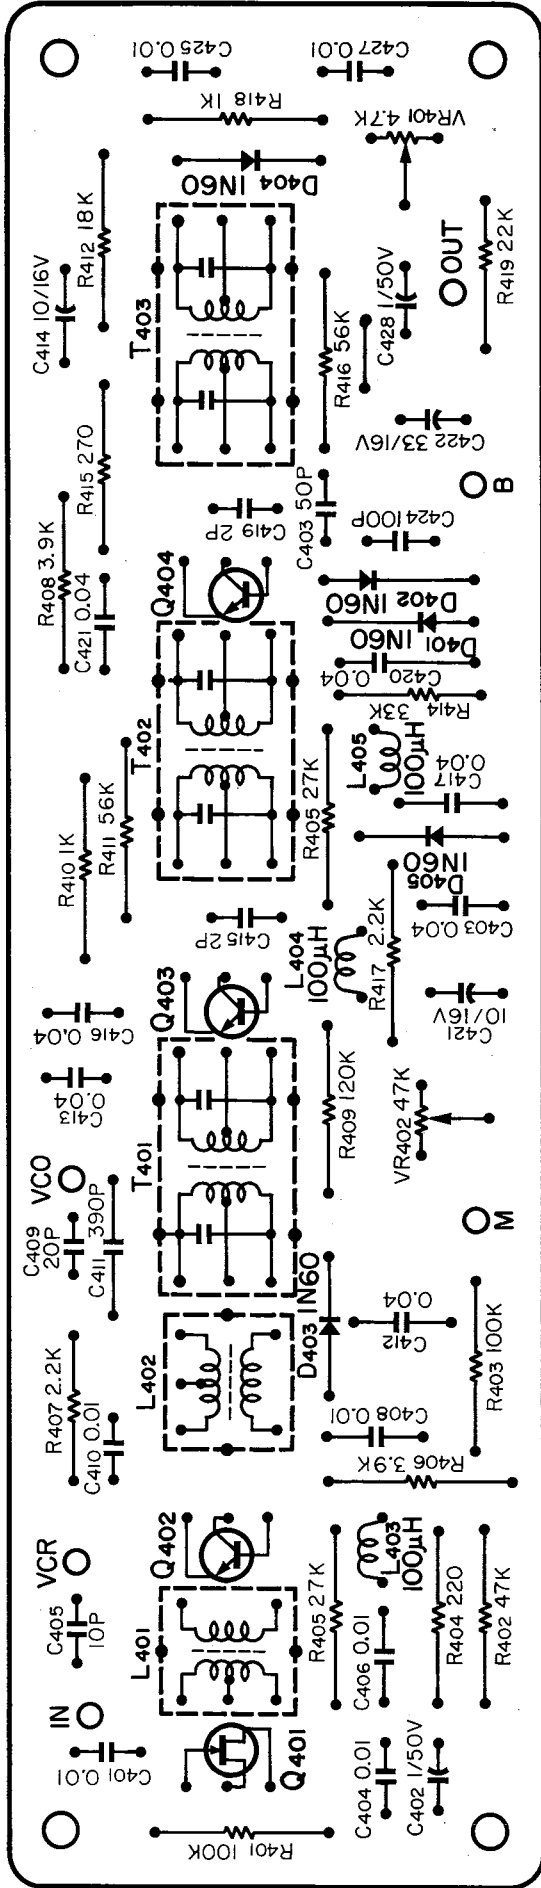 C425 0.01
C427 0.01
R418 1K
VR401 4.7K
D404 1N60
R412 18K
C414 10/16V
T403
OUT
R419 22K
C428 1/50V
R416 56K
C422 33/16V
R415 270
C419 2P
C403 50P
B
R408 3.9K
C424 100P
Q404
C421 0.04
D402 1N60
D401
1N60
C420
0.04
R414
33K
T402
L405
100μH
C417
0.04
R410 1K
R411 56K
R405 27K
D405
1N60
C415 2P
C403 0.04
L404
100μH
R417 2.2K
Q403
C416 0.04
C421
10/16V
C413
0.04
T401
R409 120K
VR402 47K
VCO
C409
20P
C411 390P
M
D403 1N60
C412
0.04
R407 2.2K
L402
R403 100K
C410 0.01
C408 0.01
R406 3.9K
VCR
Q402
L403
100μH
C405
10P
L401
R405 27K
C406 0.01
R404 220
R402 47K
IN
C401
0.01
Q401
C404 0.01
C402 1/50V
R401
100K